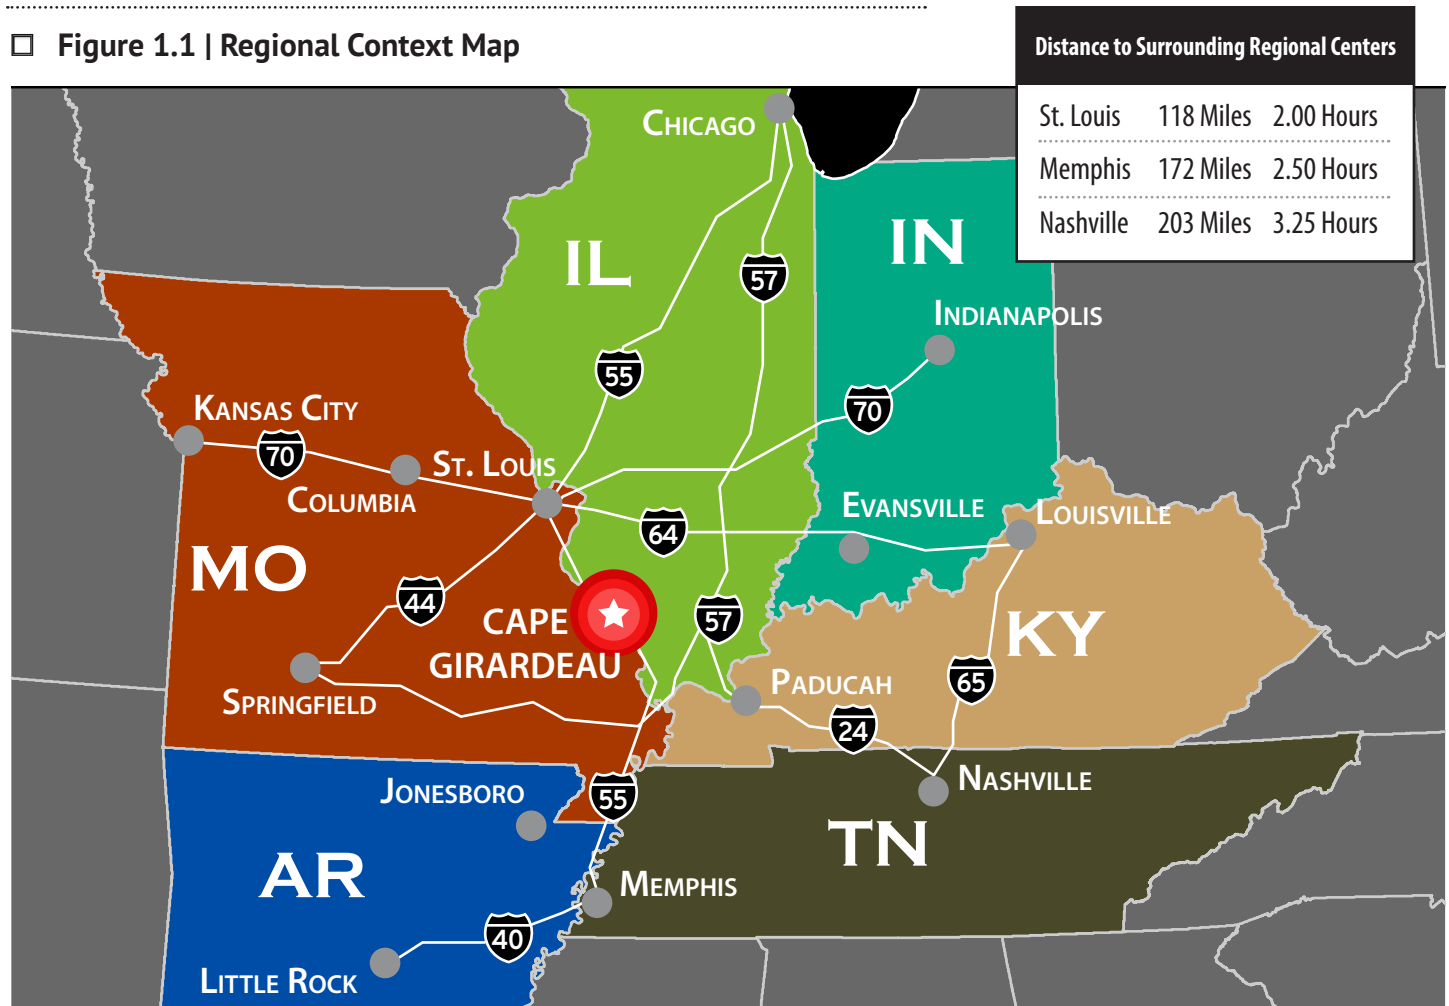 Figure 1.1 | Regional Context Map
Distance to Surrounding Regional Centers
St. Louis 118 Miles 2.00 Hours
Memphis 172 Miles 2.50 Hours
Nashville 203 Miles 3.25 Hours
CHICAGO
IL
IN
57
INDIANAPOLIS
55
70
KANSAS CITY
70
ST. LOUIS
COLUMBIA
EVANSVILLE
LOUISVILLE
64
MO
44
57
CAPE
GIRARDEAU
KY
65
PADUCAH
SPRINGFIELD
24
NASHVILLE
JONESBORO
55
TN
AR
MEMPHIS
40
LITTLE ROCK